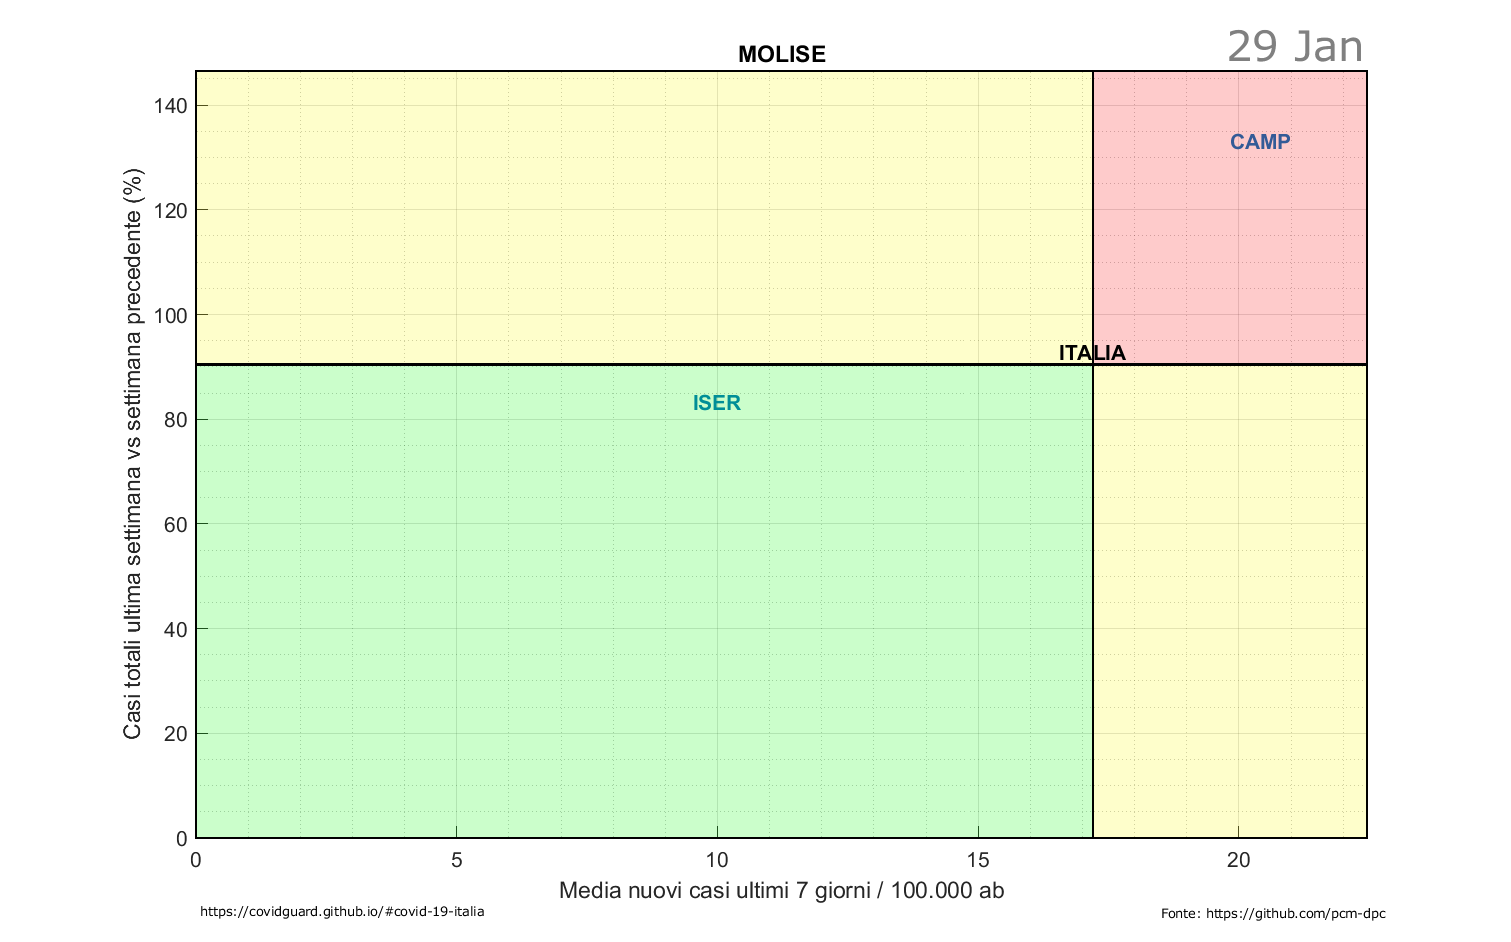 29 Jan
MOLISE
Casi totali ultima settimana vs settimana precedente (%)
140
120
100
80
60
40
20
0
CAMP
ITALIA
ISER
0 5 10 15 20
Media nuovi casi ultimi 7 giorni / 100.000 ab
https://covidguard.github.io/#covid-19-italia
Fonte: https://github.com/pcm-dpc